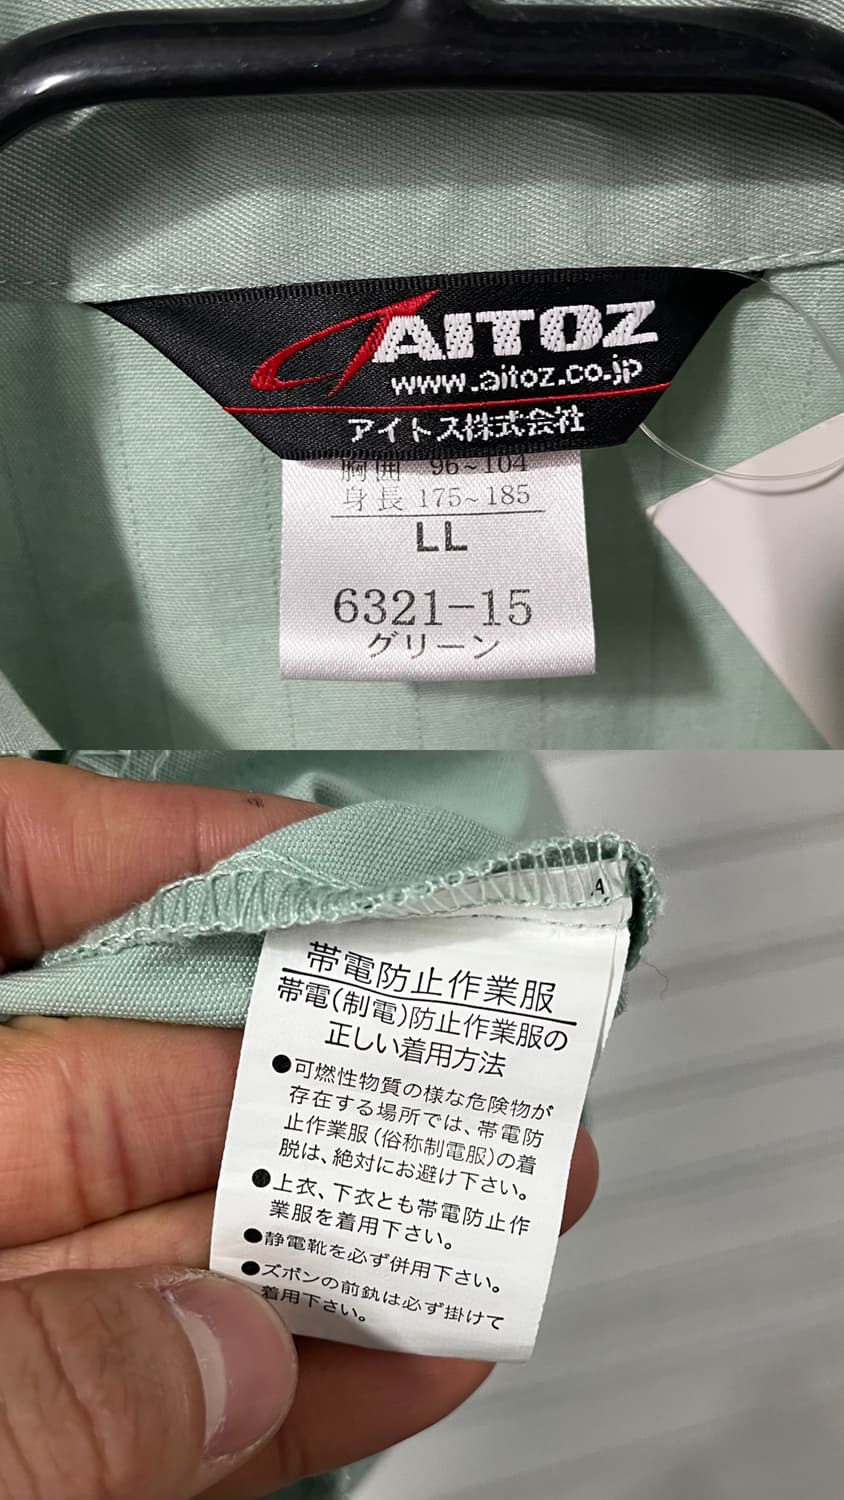 AITOZ
www.aitoz.co.jp
アイトス株式会社
胸囲 96~104
身長 175~185
LL
6321-15
グリーン
帯電防止作業服
帯電(制電)防止作業服の
正しい着用方法
●可燃性物質の様な危険物が
存在する場所では、帯電防
止作業服(俗称制電服)の着
脱は、絶対にお避け下さい。
●上衣、下衣とも帯電防止作
業服を着用下さい。
●静電靴を必ず併用下さい。
●ズボンの前釦は必ず掛けて
着用下さい。